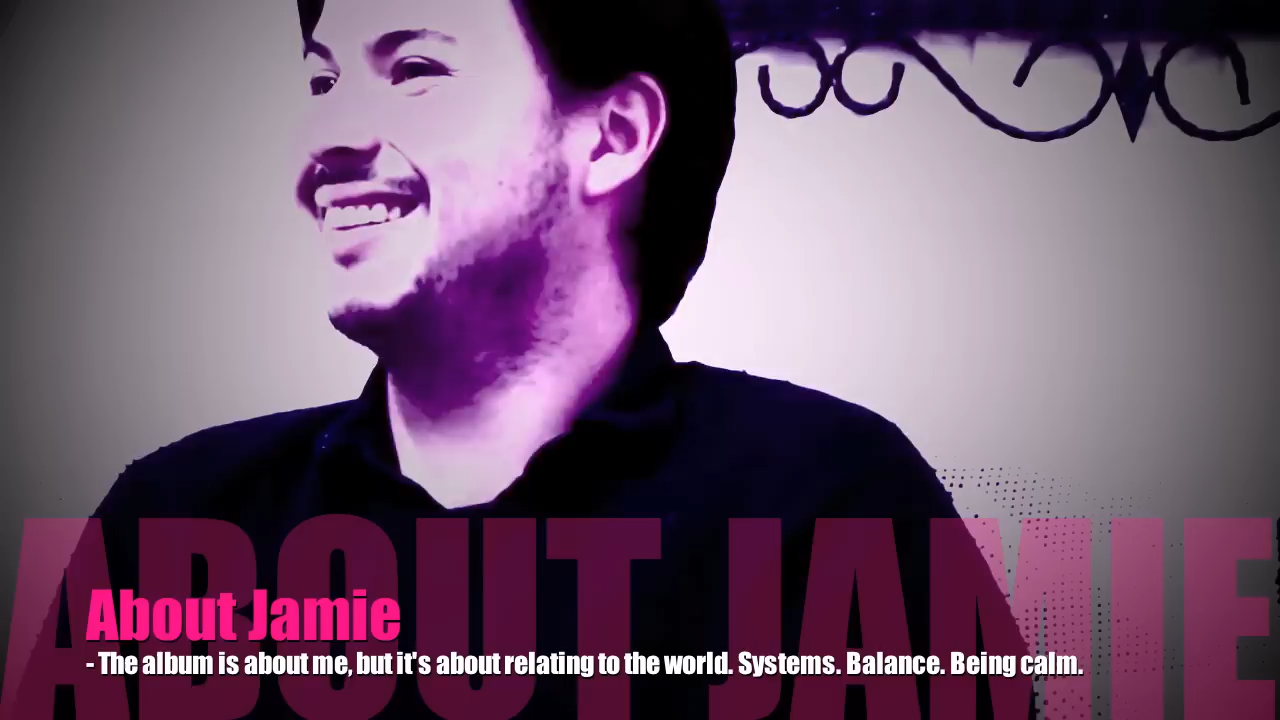 ABOUT JAMIE
About Jamie
- The album is about me, but it's about relating to the world. Systems. Balance. Being calm.